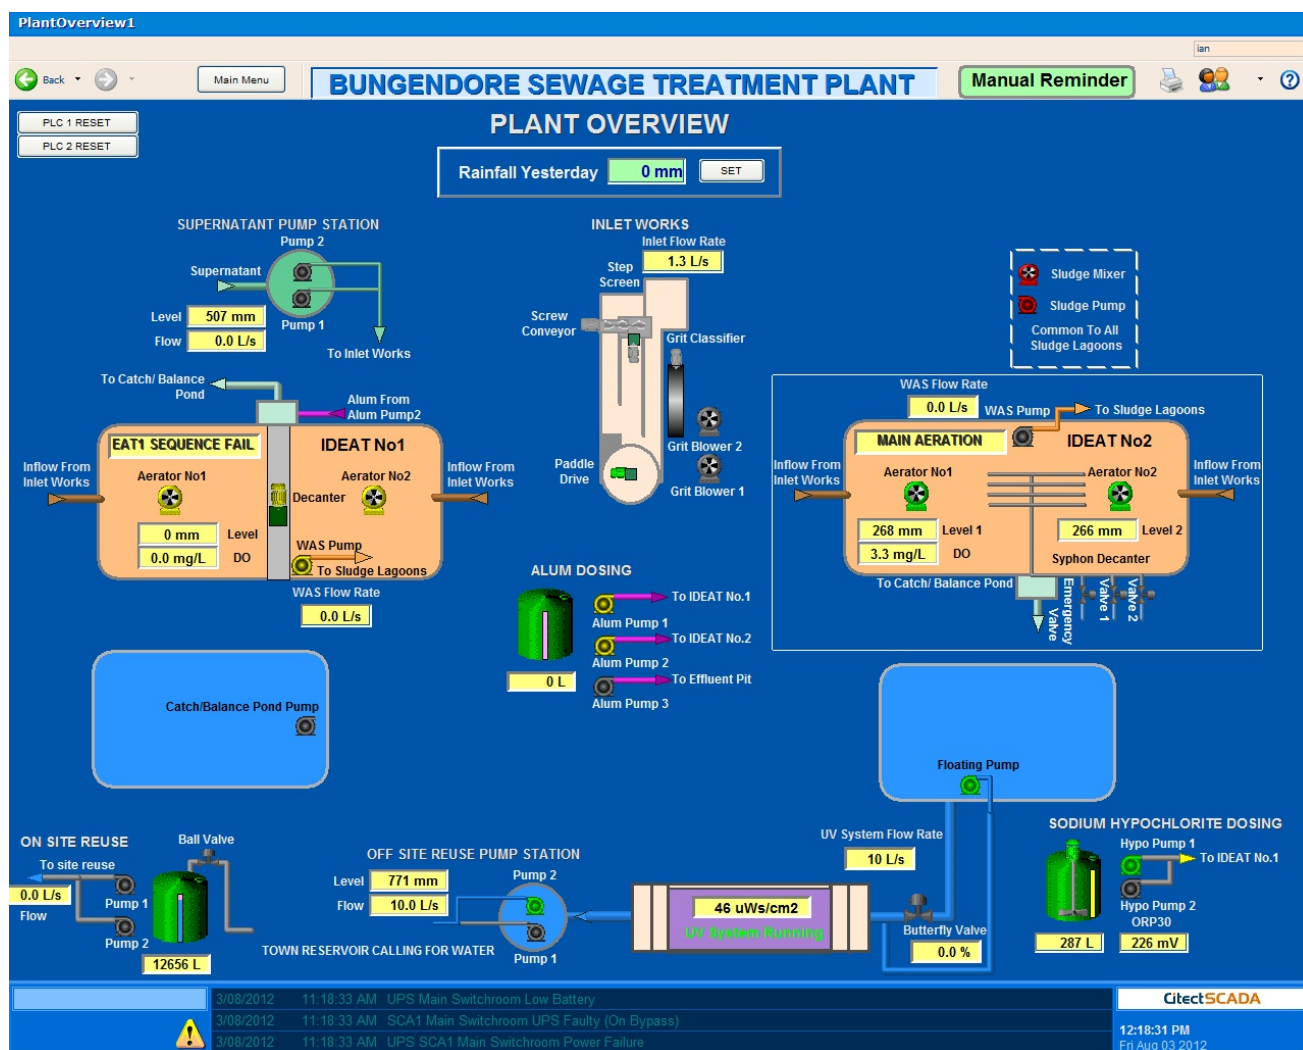 PlantOverview1
ian
Back
Main Menu
BUNGENDORE SEWAGE TREATMENT PLANT
Manual Reminder
PLC 1 RESET
PLC 2 RESET
PLANT OVERVIEW
Rainfall Yesterday 0 mm SET
SUPERNATANT PUMP STATION
Pump 2
Supernatant
Level 507 mm
Pump 1
Flow 0.0 L/s
To Inlet Works
INLET WORKS
Inlet Flow Rate
1.3 L/s
Step
Screen
Screw
Conveyor
Grit Classifier
Grit Blower 2
Paddle
Drive
Grit Blower 1
Sludge Mixer
Sludge Pump
Common To All
Sludge Lagoons
To Catch/ Balance
Pond
Alum From
Alum Pump2
EAT1 SEQUENCE FAIL
IDEAT No1
Inflow From
Inlet Works
Aerator No1
Aerator No2
Inflow From
Inlet Works
Decanter
0 mm Level
0.0 mg/L DO
WAS Pump
To Sludge Lagoons
WAS Flow Rate
0.0 L/s
WAS Flow Rate
0.0 L/s
WAS Pump
To Sludge Lagoons
MAIN AERATION
IDEAT No2
Inflow From
Inlet Works
Aerator No1
Aerator No2
Inflow From
Inlet Works
268 mm Level 1
266 mm Level 2
3.3 mg/L DO
Syphon Decanter
To Catch/ Balance Pond
Emergency
Valve
Valve 1
Valve 2
ALUM DOSING
To IDEAT No.1
Alum Pump 1
To IDEAT No.2
Alum Pump 2
0 L
To Effluent Pit
Alum Pump 3
Catch/Balance Pond Pump
Floating Pump
ON SITE REUSE
Ball Valve
To site reuse
0.0 L/s
Flow
Pump 1
Pump 2
12656 L
OFF SITE REUSE PUMP STATION
Level 771 mm
Pump 2
Flow 10.0 L/s
TOWN RESERVOIR CALLING FOR WATER
Pump 1
UV System Flow Rate
10 L/s
46 uWs/cm2
UV System Running
Butterfly Valve
0.0 %
SODIUM HYPOCHLORITE DOSING
Hypo Pump 1
To IDEAT No.1
Hypo Pump 2
ORP30
287 L
226 mV
3/08/2012 11:18:33 AM UPS Main Switchroom Low Battery
3/08/2012 11:18:33 AM SCA1 Main Switchroom UPS Faulty (On Bypass)
3/08/2012 11:18:33 AM UPS SCA1 Main Switchroom Power Failure
CitectSCADA
12:18:31 PM
Fri Aug 03 2012